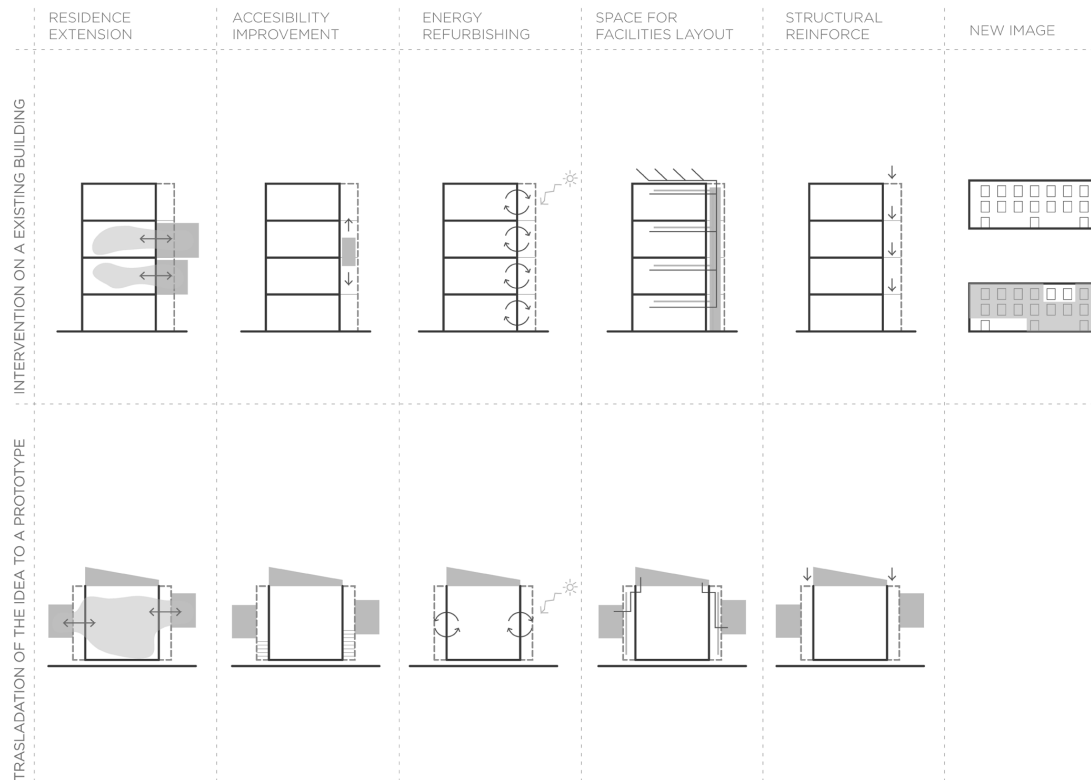 RESIDENCE
EXTENSION
ACCESIBILITY
IMPROVEMENT
ENERGY
REFURBISHING
SPACE FOR
FACILITIES LAYOUT
STRUCTURAL
REINFORCE
NEW IMAGE
INTERVENTION ON A EXISTING BUILDING
TRASLADATION OF THE IDEA TO A PROTOTYPE